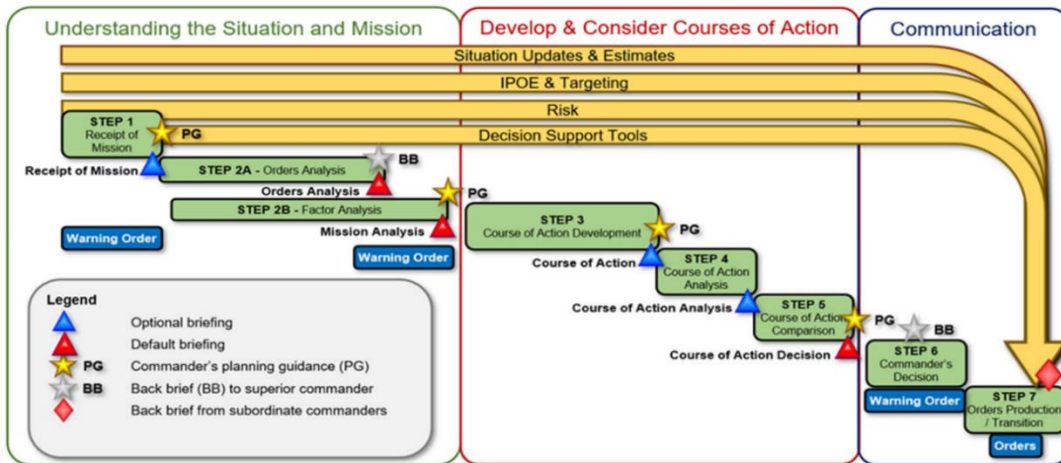 Understanding the Situation and Mission
Develop & Consider Courses of Action
Communication
Situation Updates & Estimates
IPOE & Targeting
Risk
Decision Support Tools
STEP 1
Receipt of
Mission
PG
Receipt of Mission
STEP 2A - Orders Analysis
BB
Orders Analysis
STEP 2B - Factor Analysis
PG
Mission Analysis
Warning Order
Warning Order
STEP 3
Course of Action Development
PG
Course of Action
STEP 4
Course of Action
Analysis
Course of Action Analysis
STEP 5
Course of Action
Comparison
PG
Course of Action Decision
BB
STEP 6
Commander's
Decision
Warning Order
STEP 7
Orders Production
/ Transition
Orders
Legend
Optional briefing
Default briefing
PG Commander's planning guidance (PG)
BB Back brief (BB) to superior commander
Back brief from subordinate commanders